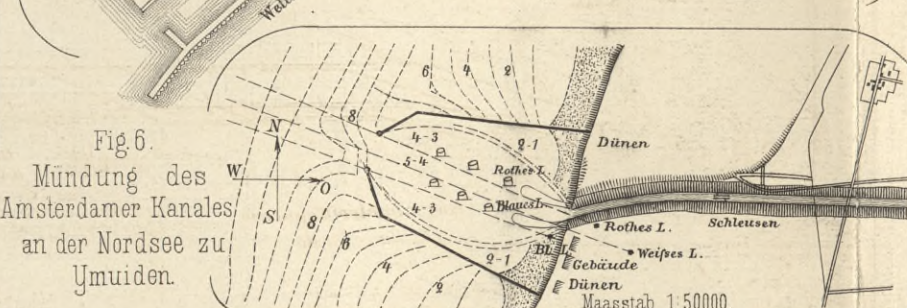 Fig. 6.
Mündung des
Amsterdamer Kanales
an der Nordsee zu
Ymuiden.
N
W
O
S
8
6
4
2
8
6
4
2
4-3
2-1
5-4
4-3
2-1
Rothes L.
Blaues L.
Dünen
Schleusen
Rothes L.
Weifses L.
Bl. L.
Gebäude
Dünen
Maasstab 1:50000